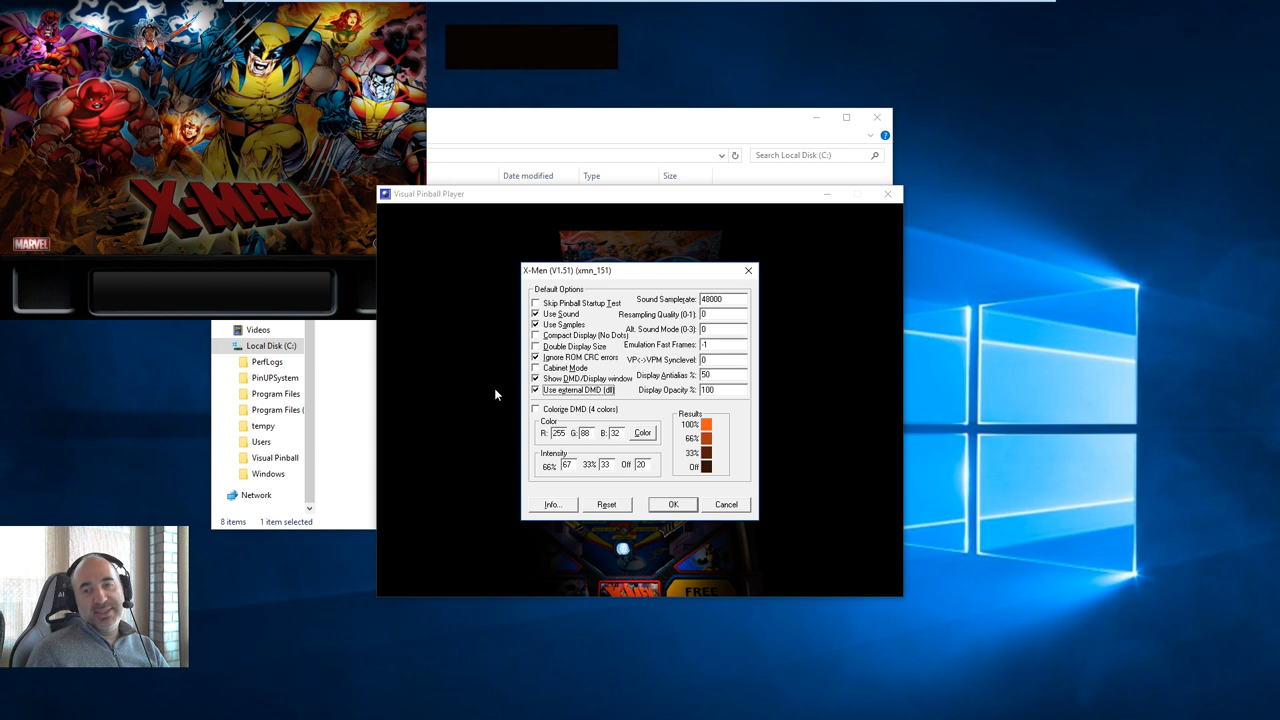 X-MEN
MARVEL
Search Local Disk (C:)
Date modified
Type
Size
Visual Pinball Player
X-Men (V1.51) (xmn_151)
Default Options
Skip Pinball Startup Test
Use Sound
Use Samples
Compact Display (No Dots)
Double Display Size
Ignore ROM CRC errors
Cabinet Mode
Show DMD/Display window
Use external DMD (dll)
Sound Samplerate: 48000
Resampling Quality (0-1): 0
Alt. Sound Mode (0-3): 0
Emulation Fast Frames: -1
VP<->VPM Synclevel: 0
Display Antialias %: 50
Display Opacity %: 100
Colorize DMD (4 colors)
Color
R: 255 G: 88 B: 32 Color
Intensity
66% 67 33% 33 Off 20
Results
100%
66%
33%
Off
Info...
Reset
OK
Cancel
Videos
Local Disk (C:)
PerfLogs
PinUPSystem
Program Files
Program Files (
tempy
Users
Visual Pinball
Windows
Network
8 items 1 item selected
X-MEN
FREE